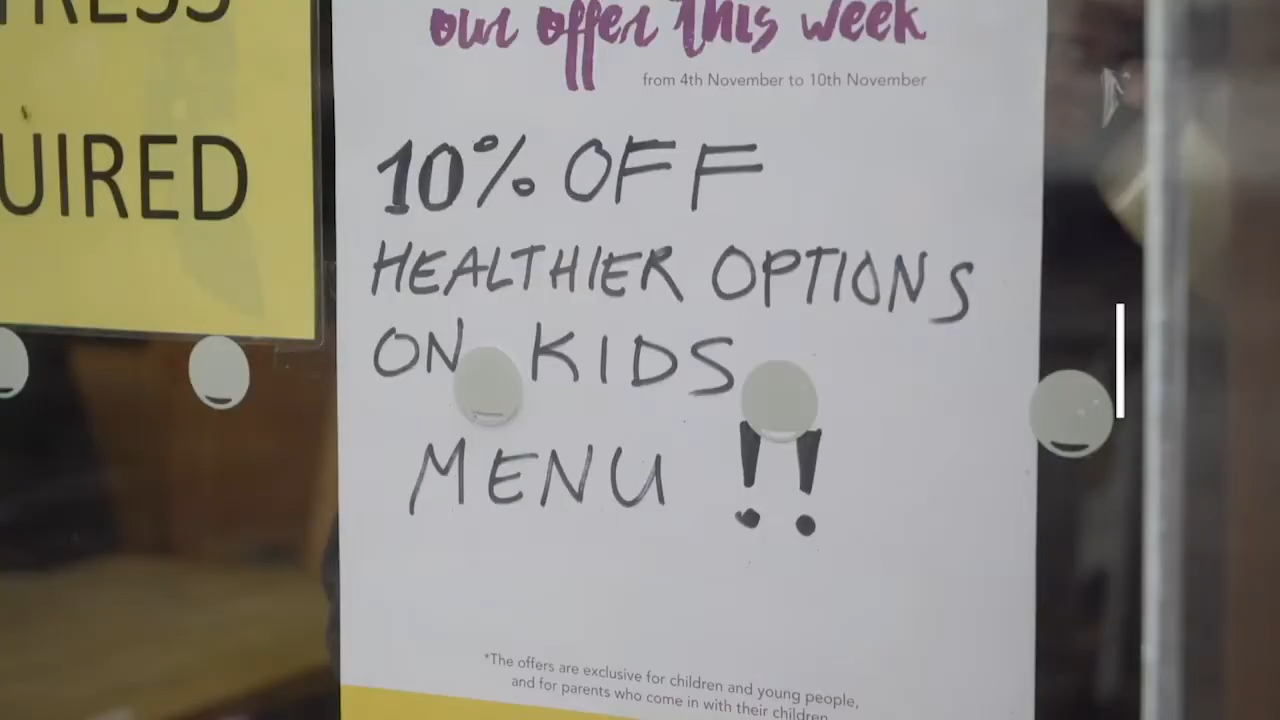 UIRED
our offer this week
from 4th November to 10th November
10% OFF
HEALTHIER OPTIONS
ON KIDS
MENU !!
*The offers are exclusive for children and young people,
and for parents who come in with their children